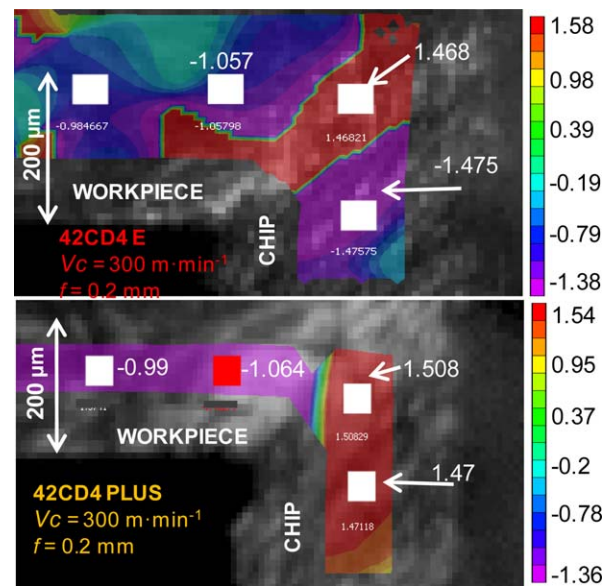 1.58
-1.057
1.468
0.98
-0.984667
-1.05798
1.46821
0.39
200 µm
-1.475
-0.19
WORKPIECE
CHIP
-1.47575
-0.79
42CD4 E
Vc = 300 m·min⁻¹
f = 0.2 mm
-1.38
1.54
200 µm
-0.99
-1.064
1.508
0.95
0.37
WORKPIECE
1.50829
1.47
-0.2
42CD4 PLUS
Vc = 300 m·min⁻¹
f = 0.2 mm
CHIP
1.47118
-0.78
-1.36